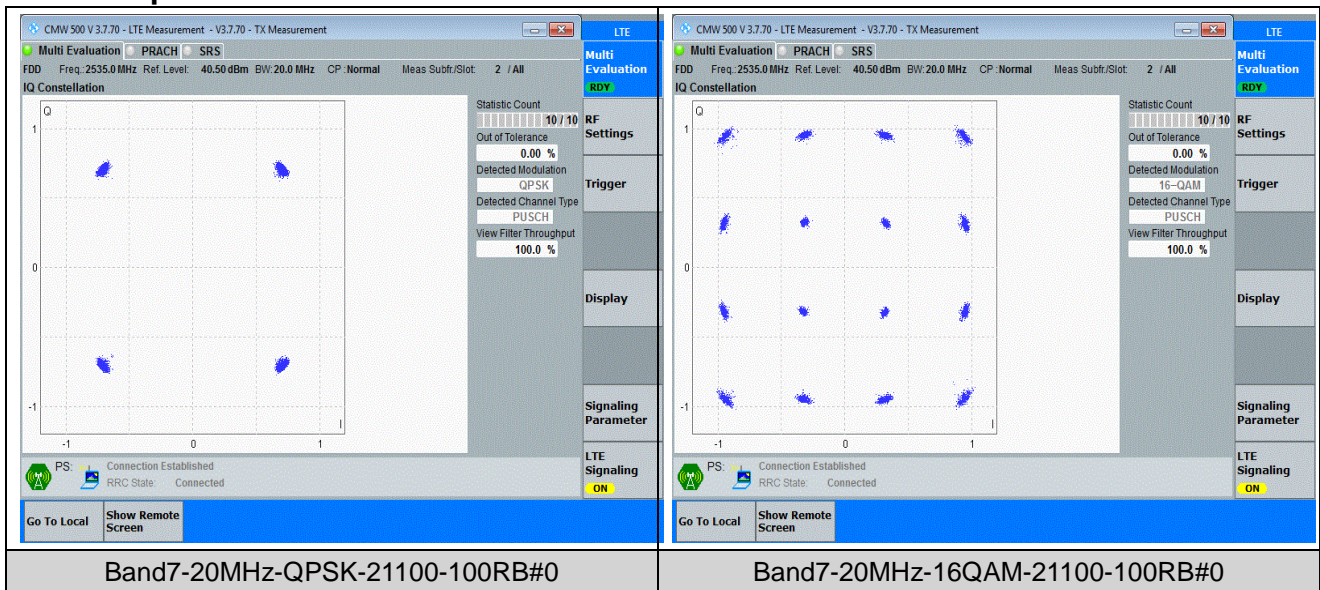 CMW 500 V 3.7.70 - LTE Measurement - V3.7.70 - TX Measurement
LTE
Multi Evaluation PRACH SRS
Multi
Evaluation
RDY
FDD Freq.:2535.0 MHz Ref. Level: 40.50 dBm BW:20.0 MHz CP :Normal Meas Subfr./Slot: 2 / All
IQ Constellation
Q
1
0
-1
-1 0 1
I
Statistic Count
10 / 10
Out of Tolerance
0.00 %
Detected Modulation
QPSK
Detected Channel Type
PUSCH
View Filter Throughput
100.0 %
RF
Settings
Trigger
Display
Signaling
Parameter
LTE
Signaling
ON
PS: Connection Established
RRC State: Connected
Go To Local
Show Remote
Screen
Band7-20MHz-QPSK-21100-100RB#0
CMW 500 V 3.7.70 - LTE Measurement - V3.7.70 - TX Measurement
LTE
Multi Evaluation PRACH SRS
Multi
Evaluation
RDY
FDD Freq.:2535.0 MHz Ref. Level: 40.50 dBm BW:20.0 MHz CP :Normal Meas Subfr./Slot: 2 / All
IQ Constellation
Q
1
0
-1
-1 0 1
I
Statistic Count
10 / 10
Out of Tolerance
0.00 %
Detected Modulation
16-QAM
Detected Channel Type
PUSCH
View Filter Throughput
100.0 %
RF
Settings
Trigger
Display
Signaling
Parameter
LTE
Signaling
ON
PS: Connection Established
RRC State: Connected
Go To Local
Show Remote
Screen
Band7-20MHz-16QAM-21100-100RB#0